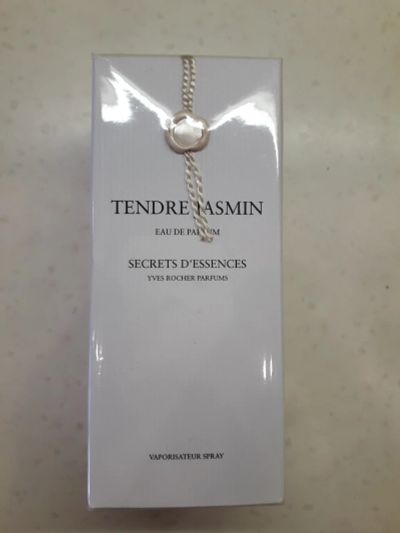 TENDRE JASMIN
EAU DE PARFUM
SECRETS D'ESSENCES
YVES ROCHER PARFUMS
VAPORISATEUR SPRAY